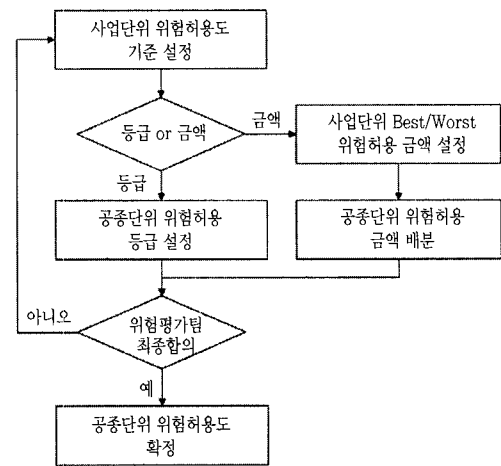 사업단위 위험허용도
기준 설정
등급 or 금액
금액
사업단위 Best/Worst
위험허용 금액 설정
등급
공종단위 위험허용
등급 설정
공종단위 위험허용
금액 배분
아니오
위험평가팀
최종합의
예
공종단위 위험허용도
확정